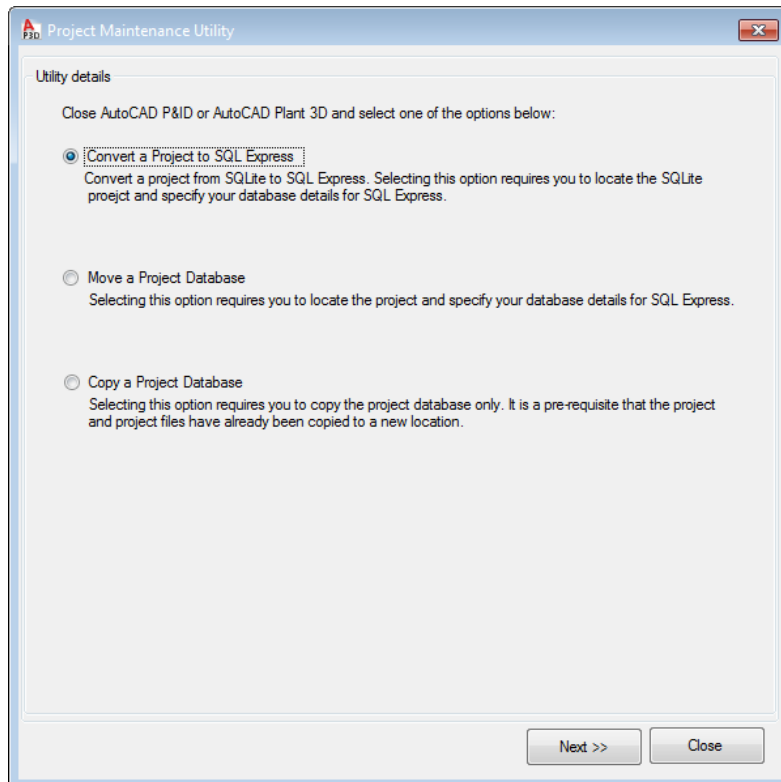 A
P3D
Project Maintenance Utility
Utility details
Close AutoCAD P&ID or AutoCAD Plant 3D and select one of the options below:
Convert a Project to SQL Express
Convert a project from SQLite to SQL Express. Selecting this option requires you to locate the SQLite
proejct and specify your database details for SQL Express.
Move a Project Database
Selecting this option requires you to locate the project and specify your database details for SQL Express.
Copy a Project Database
Selecting this option requires you to copy the project database only. It is a pre-requisite that the project
and project files have already been copied to a new location.
Next >>
Close